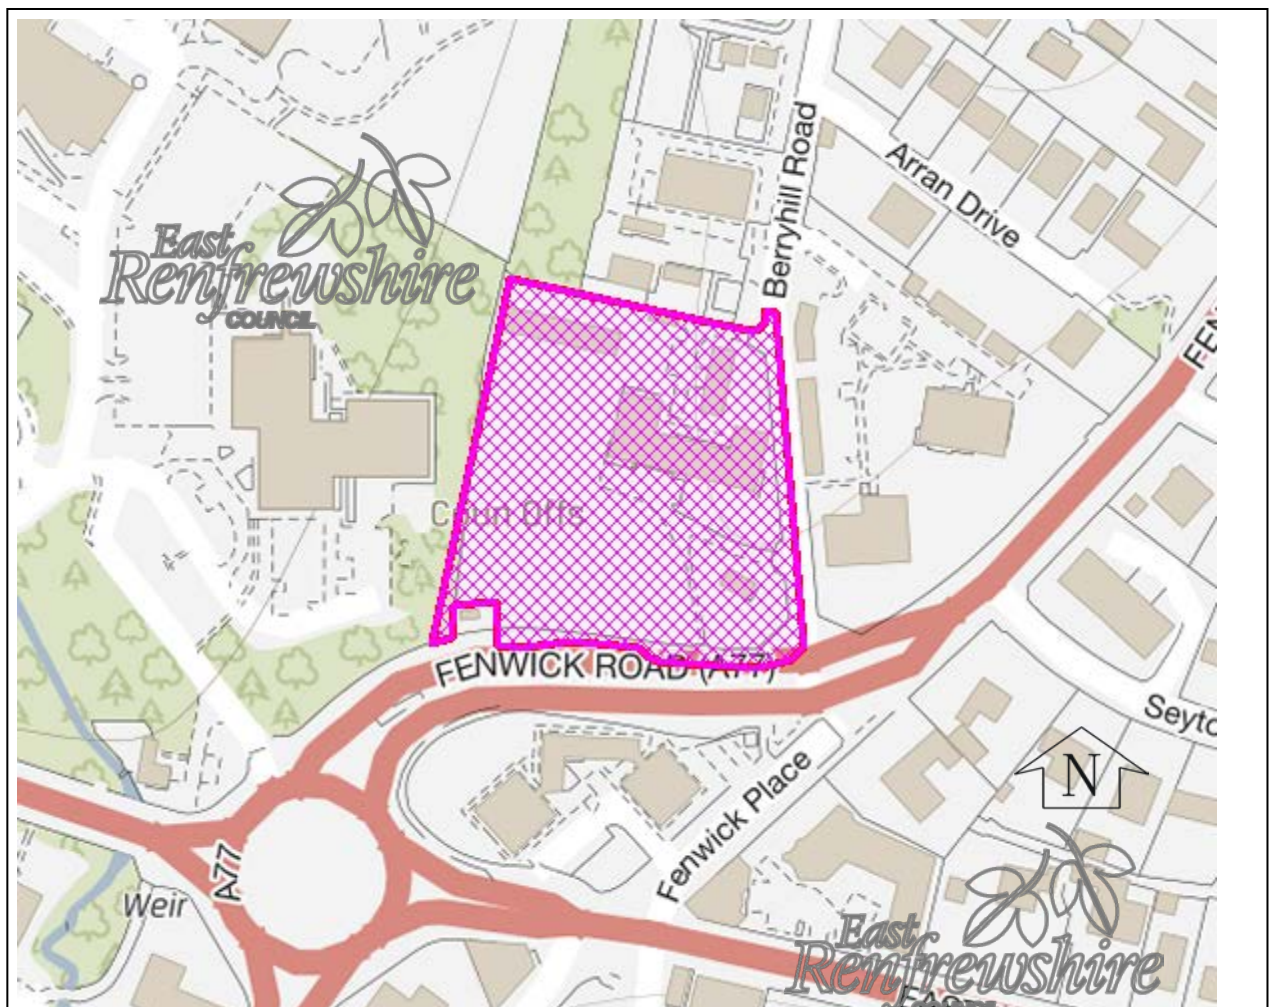 Berryhill Road
Arran Drive
East
Renfrewshire
COUNCIL
FEN
Coun Offs
FENWICK ROAD (A77)
Seyto
N
Fenwick Place
A77
Weir
East
Renfrewshire